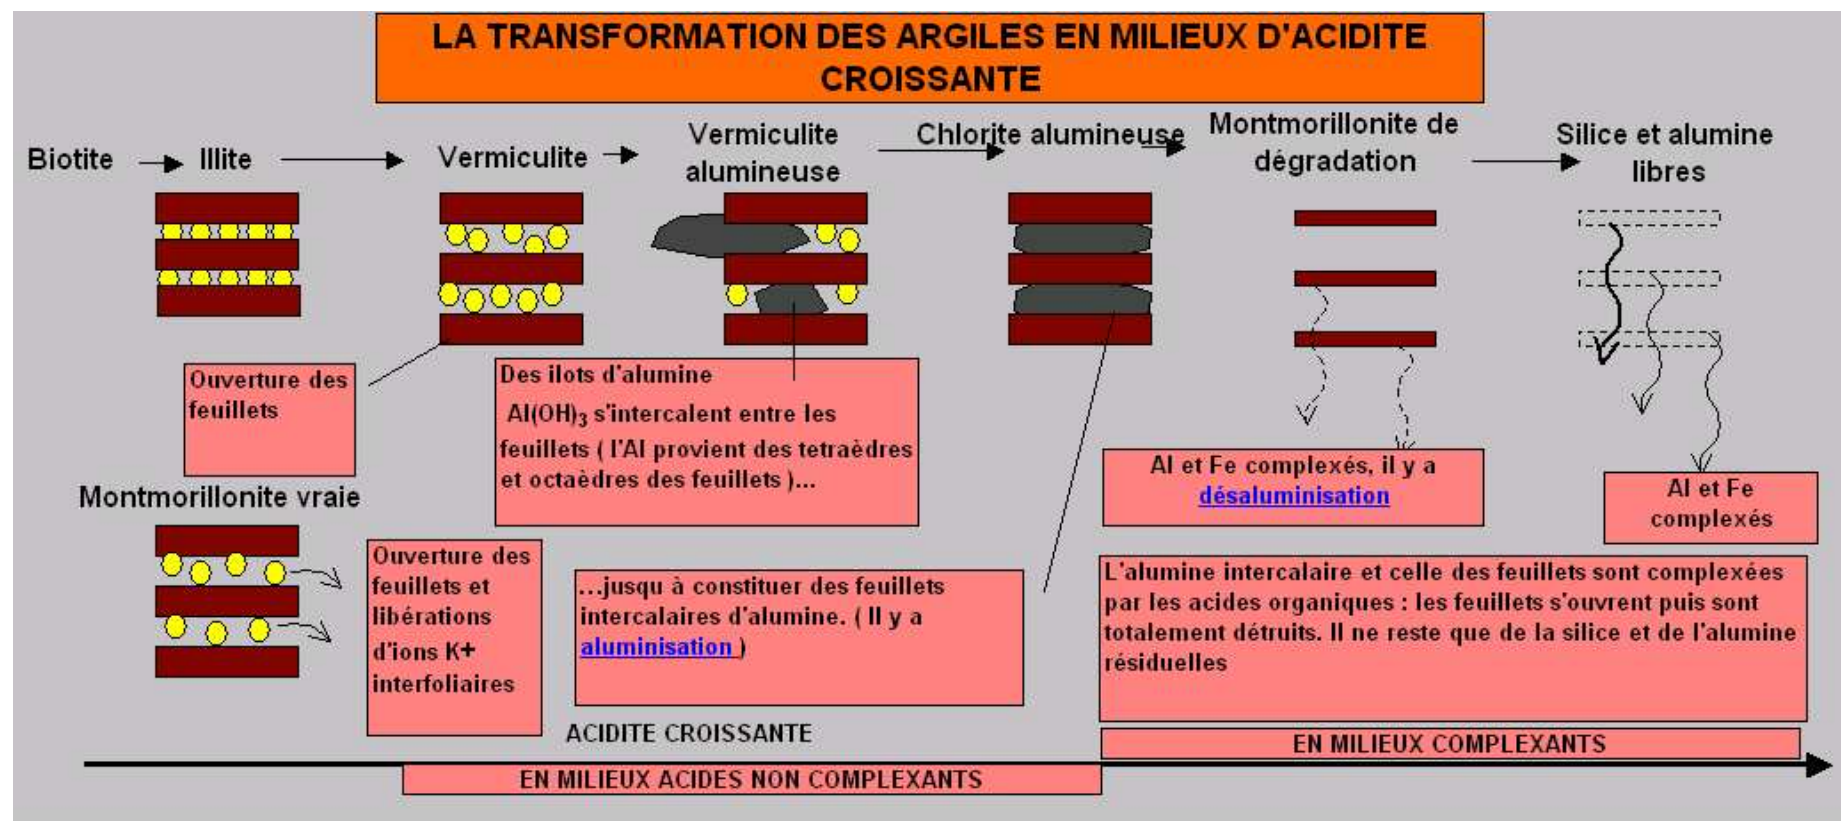 LA TRANSFORMATION DES ARGILES EN MILIEUX D'ACIDITE
CROISSANTE
Biotite
Illite
Vermiculite
Vermiculite
alumineuse
Chlorite alumineuse
Montmorillonite de
dégradation
Silice et alumine
libres
Ouverture des
feuillets
Des ilots d'alumine
Al(OH)₃ s'intercalent entre les
feuillets ( l'Al provient des tetraèdres
et octaèdres des feuillets )...
Al et Fe complexés, il y a
désaluminisation
Al et Fe
complexés
Montmorillonite vraie
Ouverture des
feuillets et
libérations
d'ions K+
interfoliaires
...jusqu à constituer des feuillets
intercalaires d'alumine. ( Il y a
aluminisation )
L'alumine intercalaire et celle des feuillets sont complexées
par les acides organiques : les feuillets s'ouvrent puis sont
totalement détruits. Il ne reste que de la silice et de l'alumine
résiduelles
ACIDITE CROISSANTE
EN MILIEUX COMPLEXANTS
EN MILIEUX ACIDES NON COMPLEXANTS